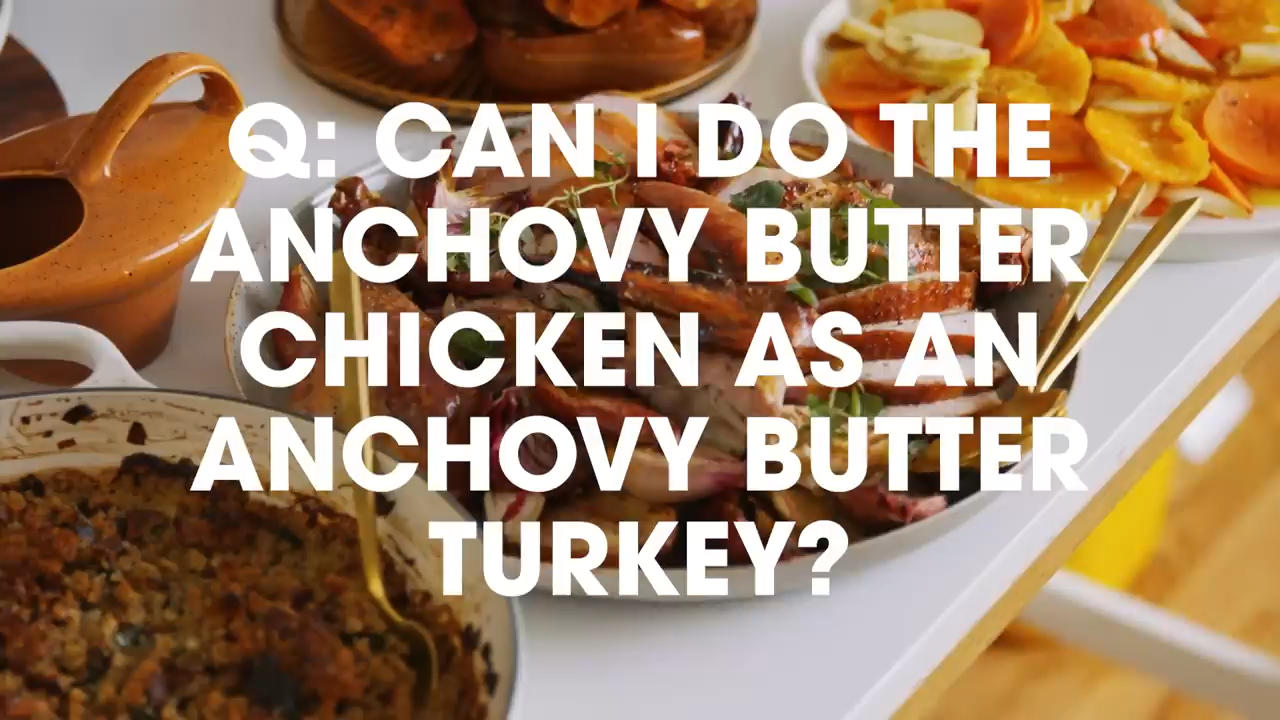 Q: CAN I DO THE
ANCHOVY BUTTER
CHICKEN AS AN
ANCHOVY BUTTER
TURKEY?